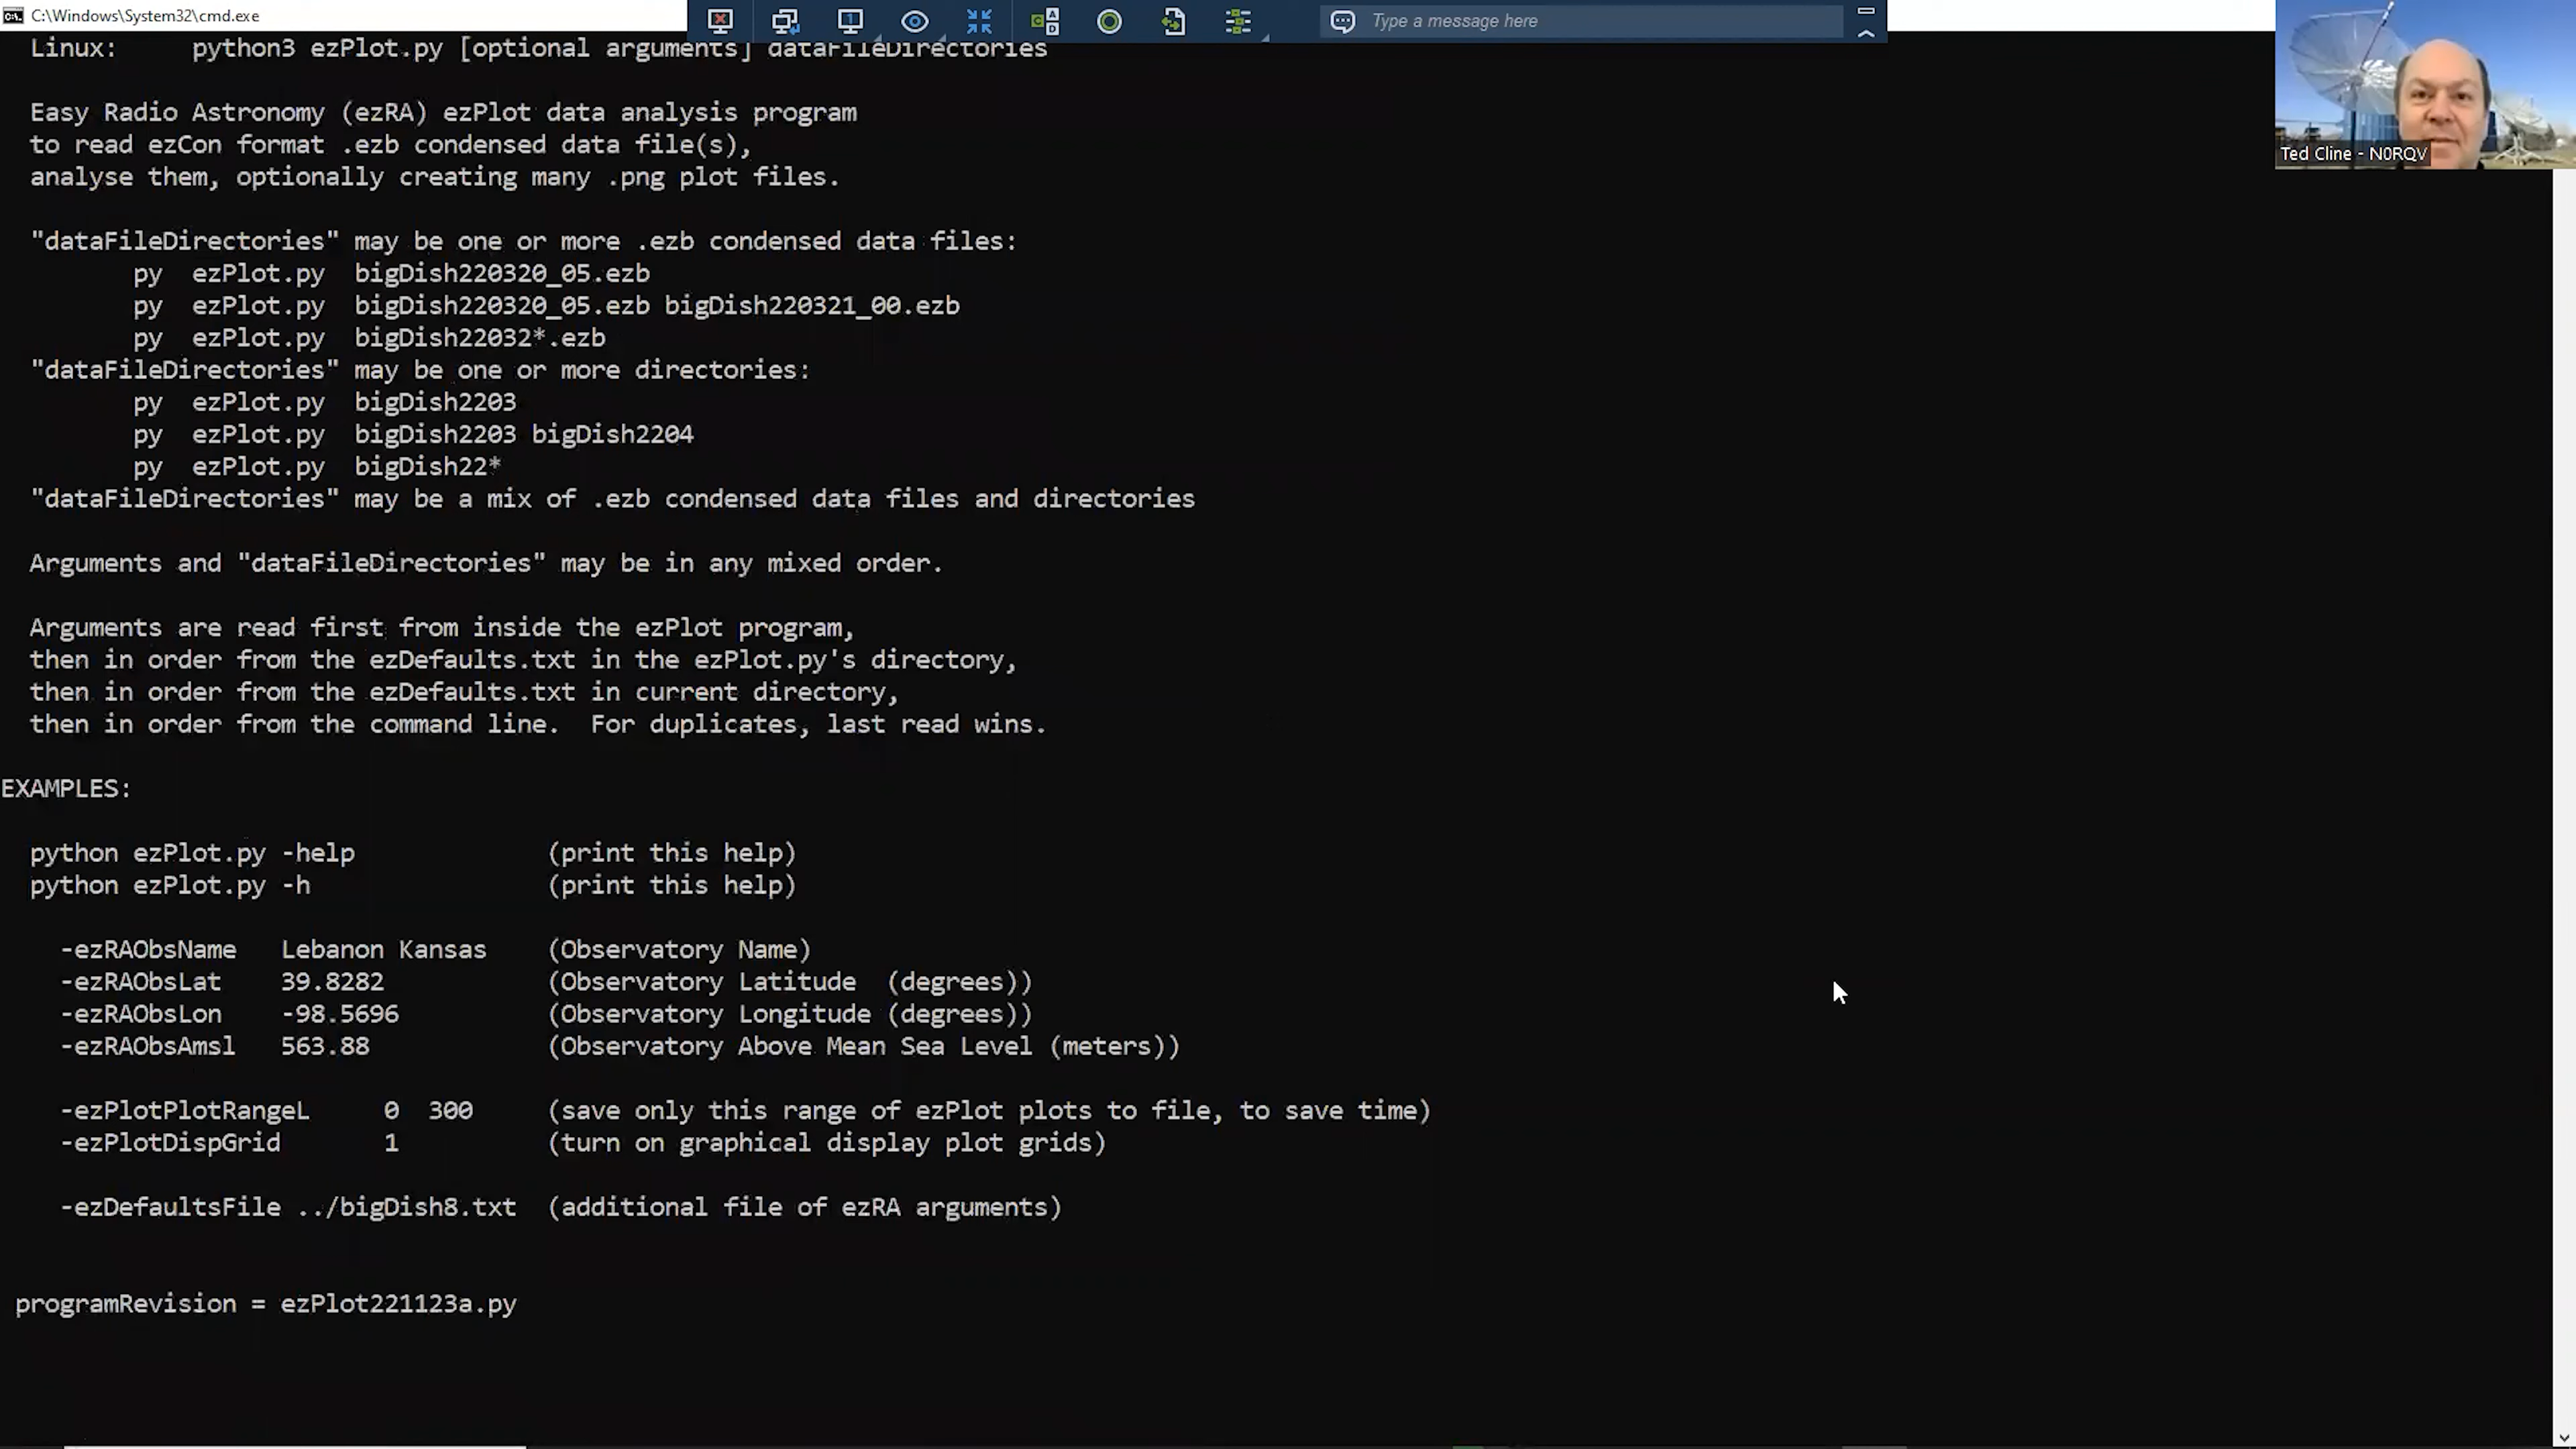 C:\Windows\System32\cmd.exe
Type a message here
Linux:     python3 ezPlot.py [optional arguments] dataFileDirectories
Ted Cline - N0RQV
Easy Radio Astronomy (ezRA) ezPlot data analysis program
to read ezCon format .ezb condensed data file(s),
analyse them, optionally creating many .png plot files.
"dataFileDirectories" may be one or more .ezb condensed data files:
py  ezPlot.py  bigDish220320_05.ezb
py  ezPlot.py  bigDish220320_05.ezb bigDish220321_00.ezb
py  ezPlot.py  bigDish22032*.ezb
"dataFileDirectories" may be one or more directories:
py  ezPlot.py  bigDish2203
py  ezPlot.py  bigDish2203 bigDish2204
py  ezPlot.py  bigDish22*
"dataFileDirectories" may be a mix of .ezb condensed data files and directories
Arguments and "dataFileDirectories" may be in any mixed order.
Arguments are read first from inside the ezPlot program,
then in order from the ezDefaults.txt in the ezPlot.py's directory,
then in order from the ezDefaults.txt in current directory,
then in order from the command line.  For duplicates, last read wins.
EXAMPLES:
python ezPlot.py -help             (print this help)
python ezPlot.py -h                (print this help)
-ezRAObsName   Lebanon Kansas    (Observatory Name)
-ezRAObsLat    39.8282           (Observatory Latitude  (degrees))
-ezRAObsLon    -98.5696          (Observatory Longitude (degrees))
-ezRAObsAmsl   563.88            (Observatory Above Mean Sea Level (meters))
-ezPlotPlotRangeL     0  300     (save only this range of ezPlot plots to file, to save time)
-ezPlotDispGrid       1          (turn on graphical display plot grids)
-ezDefaultsFile ../bigDish8.txt  (additional file of ezRA arguments)
programRevision = ezPlot221123a.py